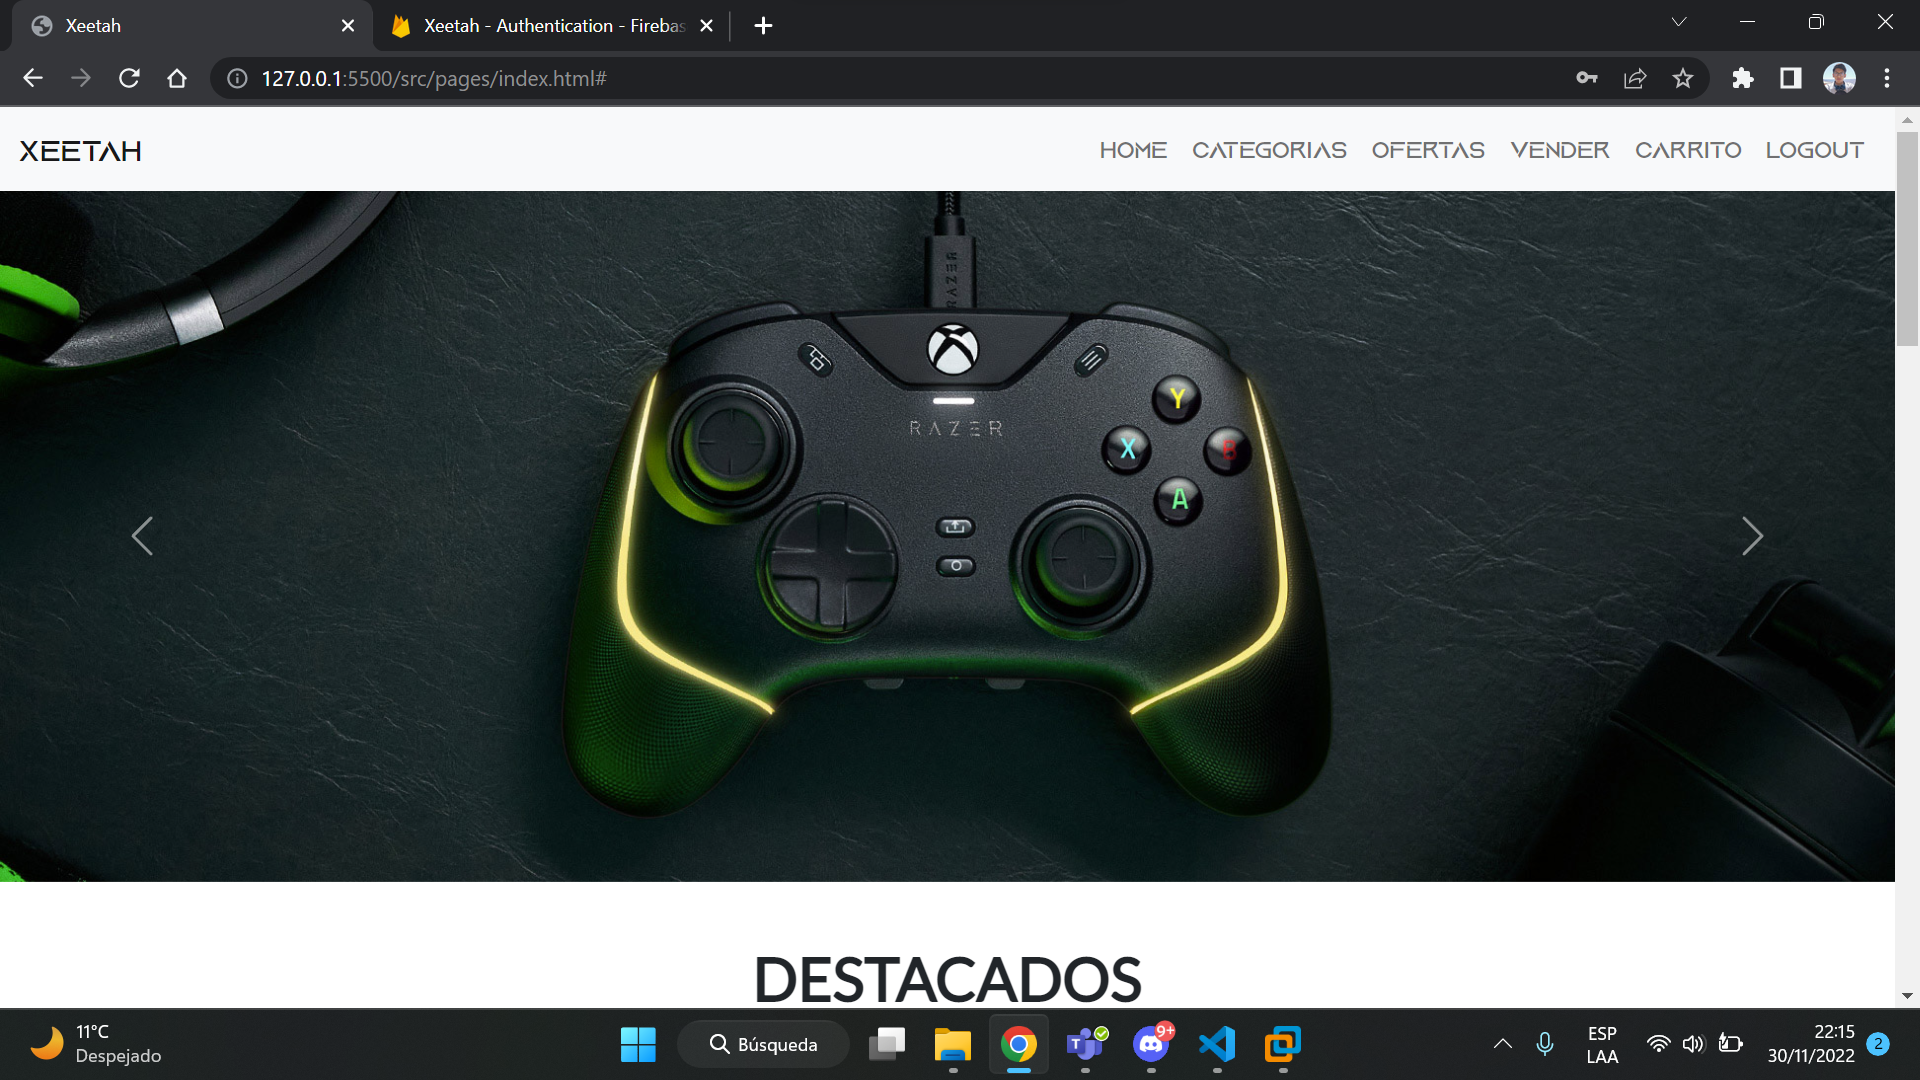 Xeetah
Xeetah - Authentication - Firebas
127.0.0.1:5500/src/pages/index.html#
XEETAH
HOME CATEGORIAS OFERTAS VENDER CARRITO LOGOUT
RAZER
RAZER
Y
X
B
A
DESTACADOS
11°C
Despejado
Búsqueda
9+
ESP
LAA
22:15
30/11/2022
2